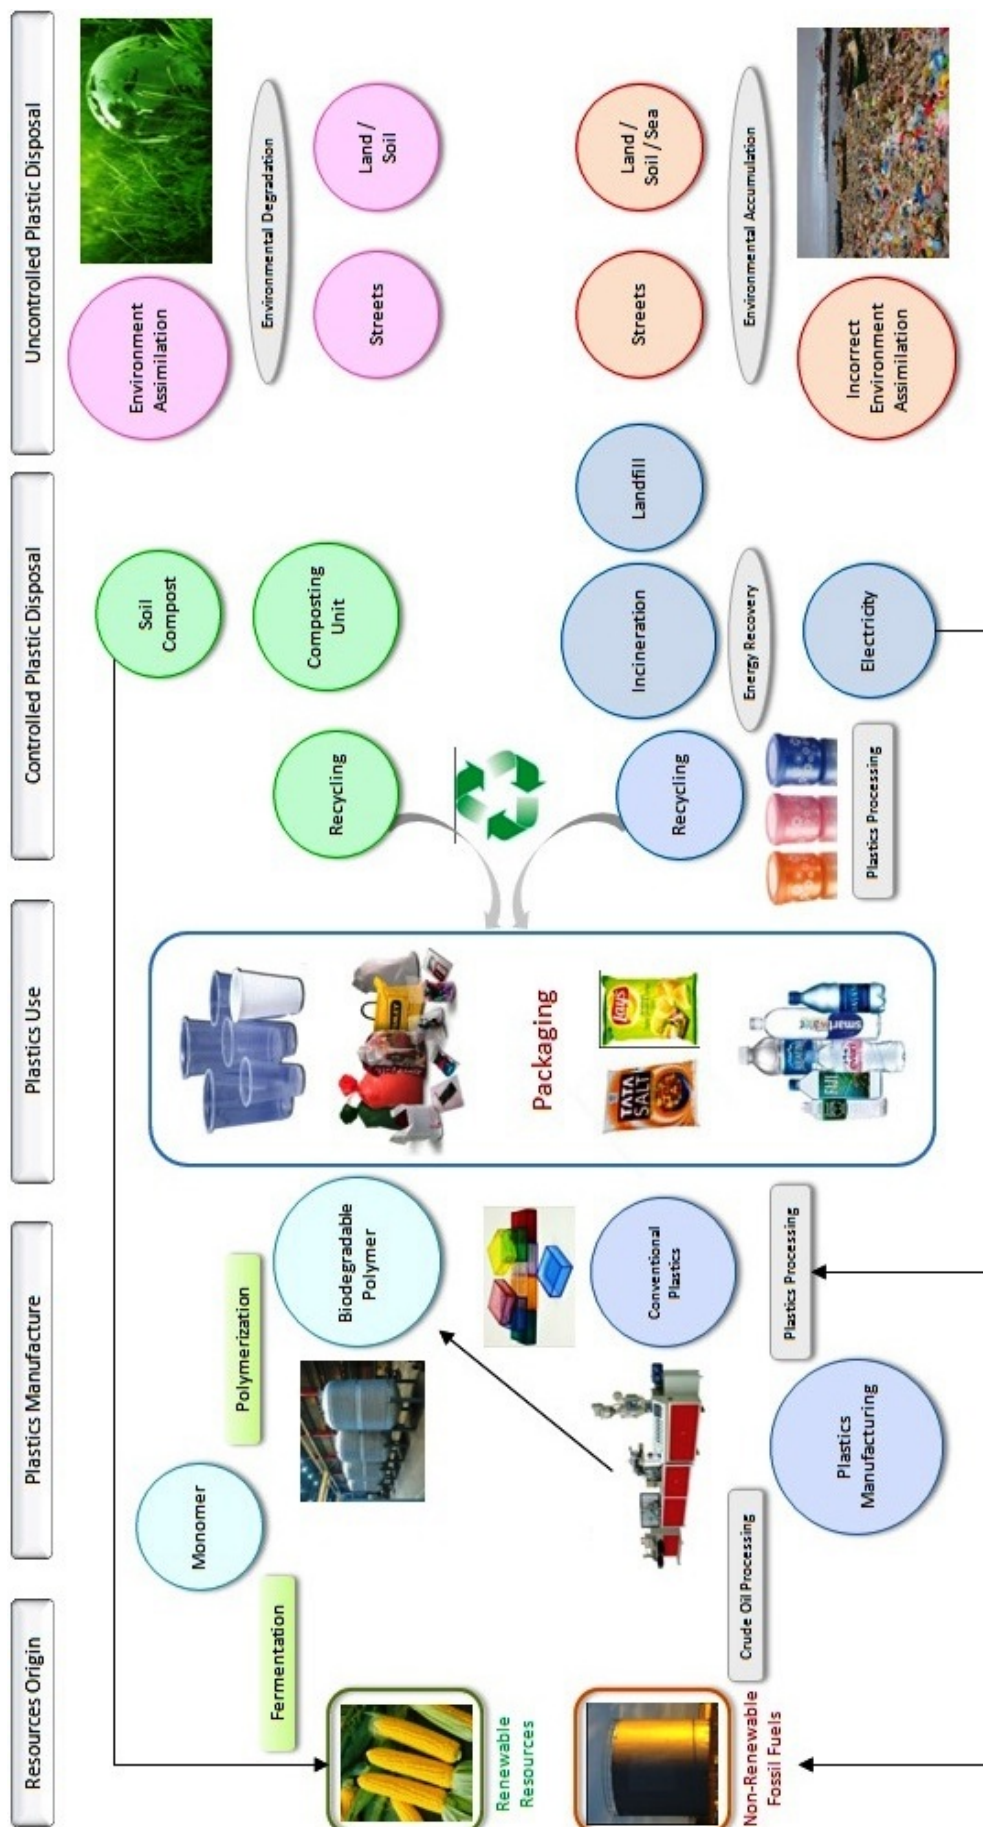 Resources Origin
Plastics Manufacture
Plastics Use
Controlled Plastic Disposal
Uncontrolled Plastic Disposal
Fermentation
Monomer
Polymerization
Biodegradable
Polymer
Renewable
Resources
Non-Renewable
Fossil Fuels
Crude Oil Processing
Plastics
Manufacturing
Conventional
Plastics
Plastics Processing
Packaging
TATA
SALT
Lay's
smart
FIJI
Recycling
Composting
Unit
Soil
Compost
Recycling
Plastics Processing
Incineration
Landfill
Energy Recovery
Electricity
Environment
Assimilation
Environmental Degradation
Streets
Land /
Soil
Streets
Land /
Soil / Sea
Environmental Accumulation
Incorrect
Environment
Assimilation